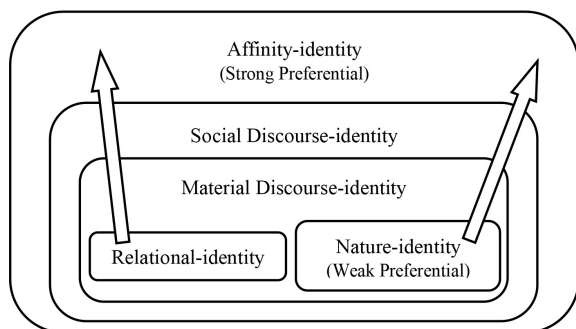 Affinity-identity
(Strong Preferential)
Social Discourse-identity
Material Discourse-identity
Relational-identity
Nature-identity
(Weak Preferential)